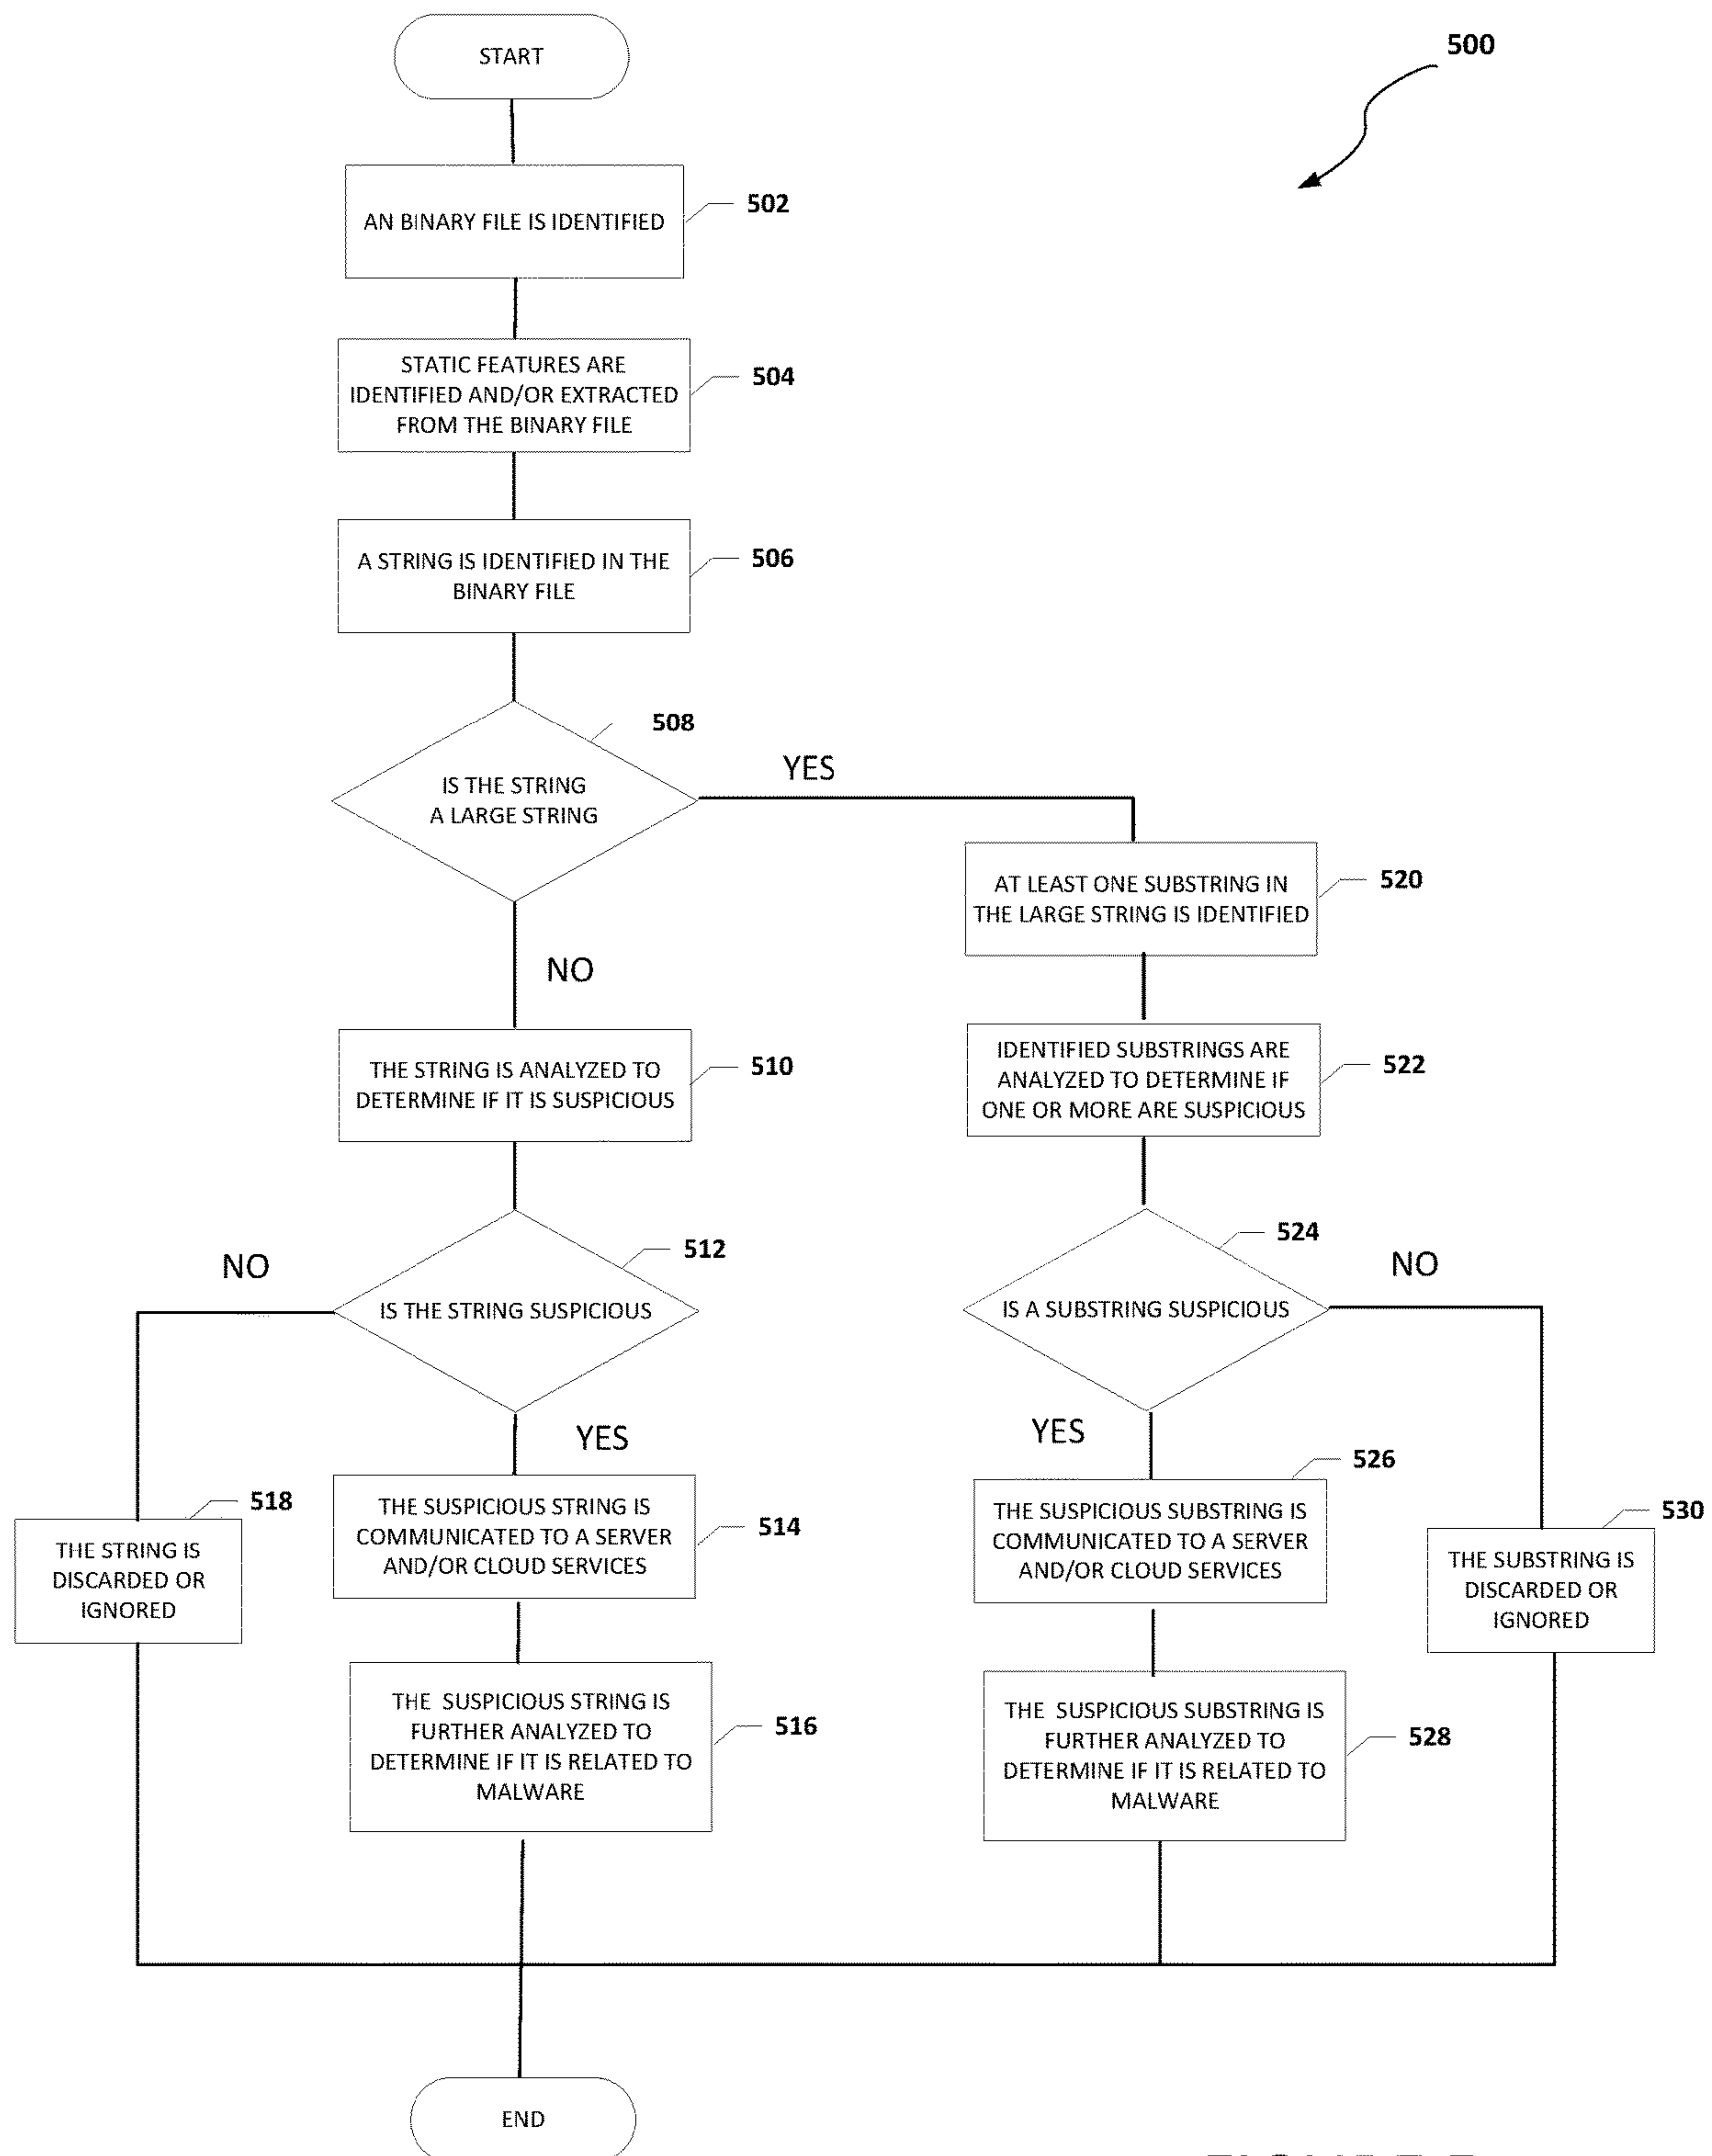 START
500
AN BINARY FILE IS IDENTIFIED
502
STATIC FEATURES ARE
IDENTIFIED AND/OR EXTRACTED
FROM THE BINARY FILE
504
A STRING IS IDENTIFIED IN THE
BINARY FILE
506
508
IS THE STRING
A LARGE STRING
YES
NO
AT LEAST ONE SUBSTRING IN
THE LARGE STRING IS IDENTIFIED
520
THE STRING IS ANALYZED TO
DETERMINE IF IT IS SUSPICIOUS
510
IDENTIFIED SUBSTRINGS ARE
ANALYZED TO DETERMINE IF
ONE OR MORE ARE SUSPICIOUS
522
NO
512
IS THE STRING SUSPICIOUS
YES
524
IS A SUBSTRING SUSPICIOUS
NO
YES
518
THE STRING IS
DISCARDED OR
IGNORED
THE SUSPICIOUS STRING IS
COMMUNICATED TO A SERVER
AND/OR CLOUD SERVICES
514
526
THE SUSPICIOUS SUBSTRING IS
COMMUNICATED TO A SERVER
AND/OR CLOUD SERVICES
530
THE SUBSTRING IS
DISCARDED OR
IGNORED
THE SUSPICIOUS STRING IS
FURTHER ANALYZED TO
DETERMINE IF IT IS RELATED TO
MALWARE
516
THE SUSPICIOUS SUBSTRING IS
FURTHER ANALYZED TO
DETERMINE IF IT IS RELATED TO
MALWARE
528
END